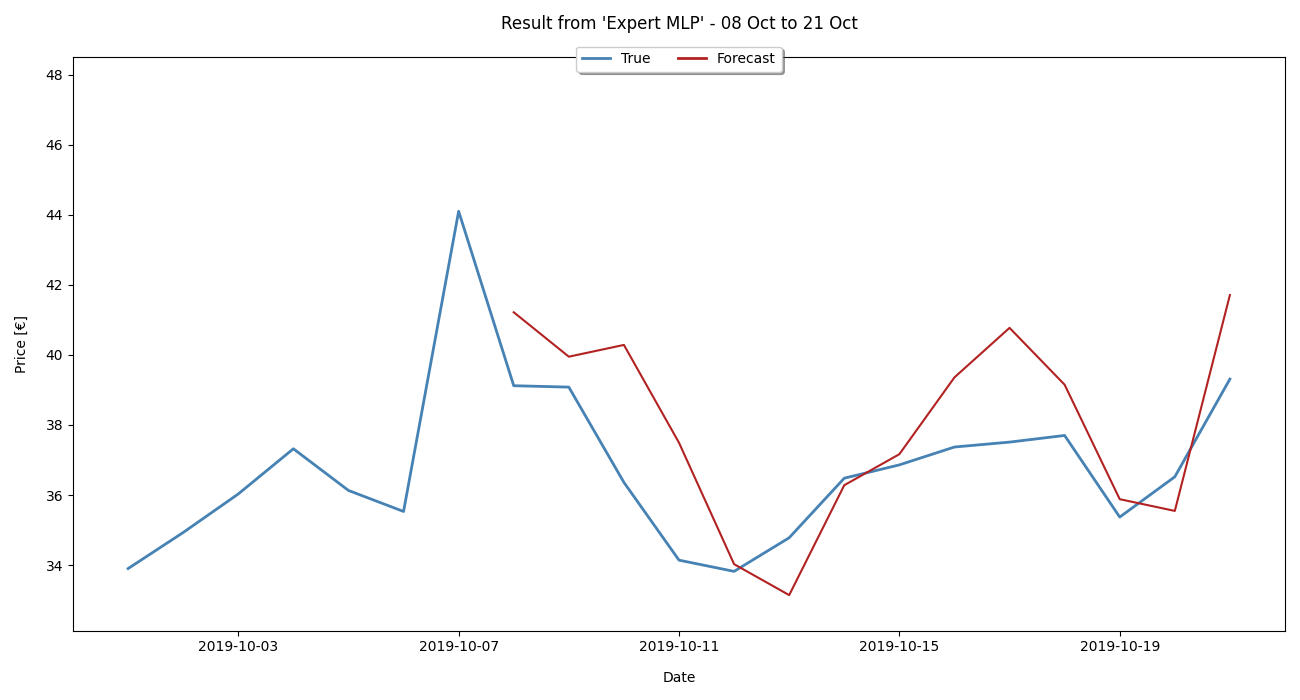 Result from 'Expert MLP' - 08 Oct to 21 Oct
True Forecast
48
46
44
42
40
38
36
34
Price [€]
2019-10-03 2019-10-07 2019-10-11 2019-10-15 2019-10-19
Date